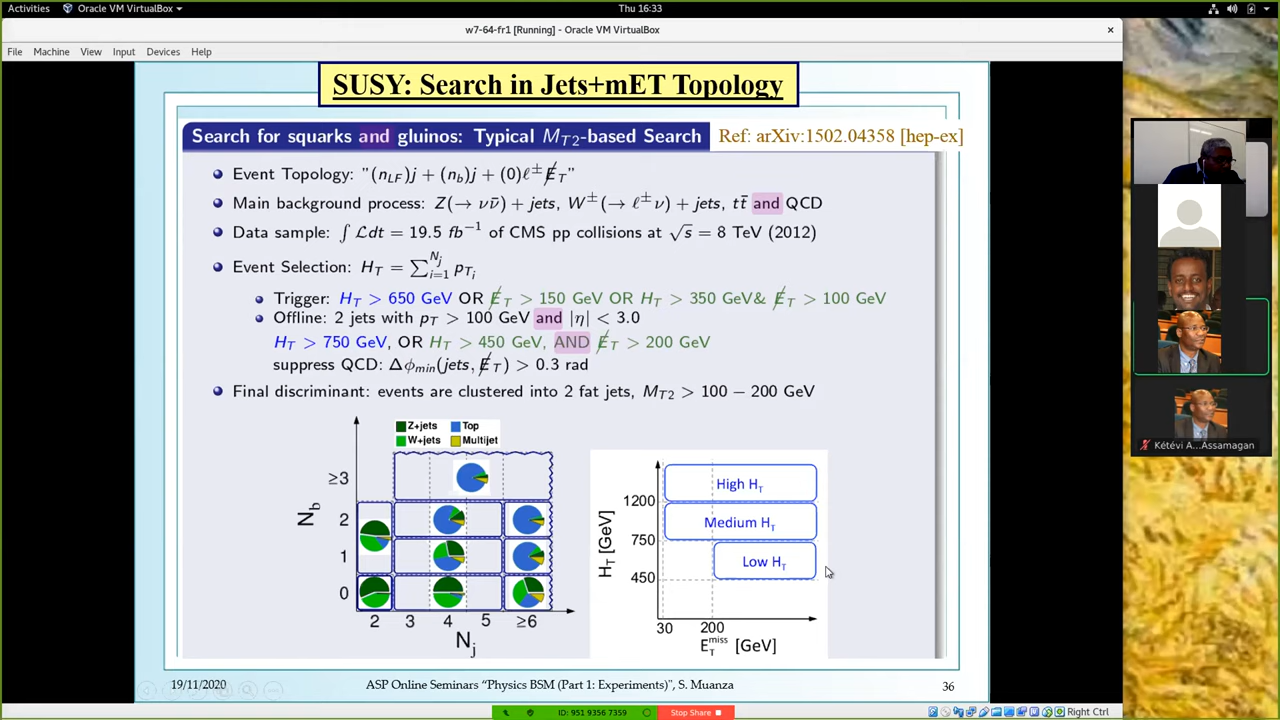 Activities
Oracle VM VirtualBox
Thu 16:33
w7-64-fr1 [Running] - Oracle VM VirtualBox
×
File Machine View Input Devices Help
SUSY: Search in Jets+mET Topology
Search for squarks and gluinos: Typical M_T2-based Search
Ref: arXiv:1502.04358 [hep-ex]
Event Topology: "(n_LF)j + (n_b)j + (0)ℓ^± E̸_T"
Main background process: Z(→ νν̄) + jets, W^±(→ ℓ^±ν) + jets, tt̄ and QCD
Data sample: ∫ ℒdt = 19.5 fb^−1 of CMS pp collisions at √s = 8 TeV (2012)
Event Selection: H_T = ∑_{i=1}^{N_j} p_{T_i}
Trigger: H_T > 650 GeV OR E̸_T > 150 GeV OR H_T > 350 GeV& E̸_T > 100 GeV
Offline: 2 jets with p_T > 100 GeV and |η| < 3.0
H_T > 750 GeV, OR H_T > 450 GeV, AND E̸_T > 200 GeV
suppress QCD: Δϕ_min(jets, E̸_T) > 0.3 rad
Final discriminant: events are clustered into 2 fat jets, M_T2 > 100 − 200 GeV
Z+jets Top
W+jets Multijet
N_b
≥3
2
1
0
2 3 4 5 ≥6
N_j
H_T [GeV]
1200
750
450
High H_T
Medium H_T
Low H_T
30 200
E_T^miss [GeV]
19/11/2020
ASP Online Seminars "Physics BSM (Part 1: Experiments)", S. Muanza
36
Kétévi A...Assamagan
ID: 951 9356 7359
Stop Share
Right Ctrl